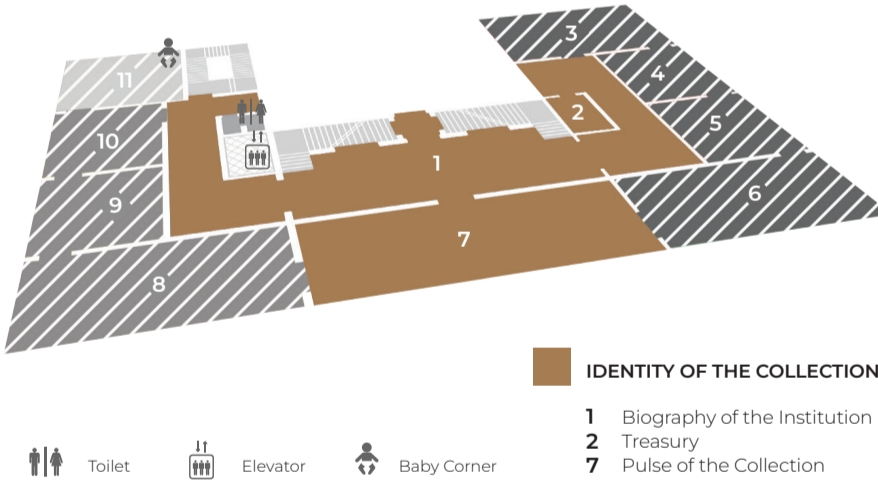 3
11
4
2
5
10
1
6
9
7
8
IDENTITY OF THE COLLECTION
1 Biography of the Institution
2 Treasury
7 Pulse of the Collection
Toilet
Elevator
Baby Corner